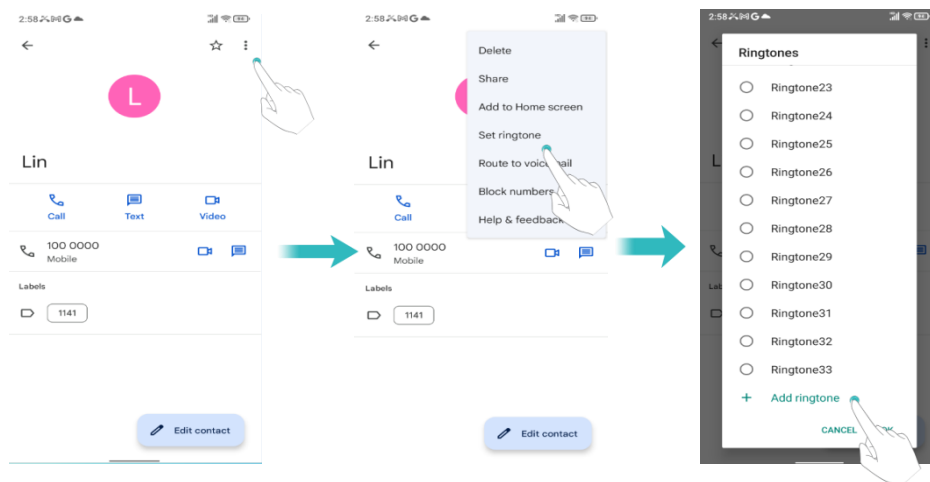 2:58
L
Lin
Call
Text
Video
100 0000
Mobile
Labels
1141
Edit contact
2:58
Delete
Share
Add to Home screen
Set ringtone
Route to voicemail
Block numbers
Help & feedback
Lin
Call
100 0000
Mobile
Labels
1141
Edit contact
2:58
Ringtones
Ringtone23
Ringtone24
Ringtone25
Ringtone26
Ringtone27
Ringtone28
Ringtone29
Ringtone30
Ringtone31
Ringtone32
Ringtone33
+ Add ringtone
CANCEL